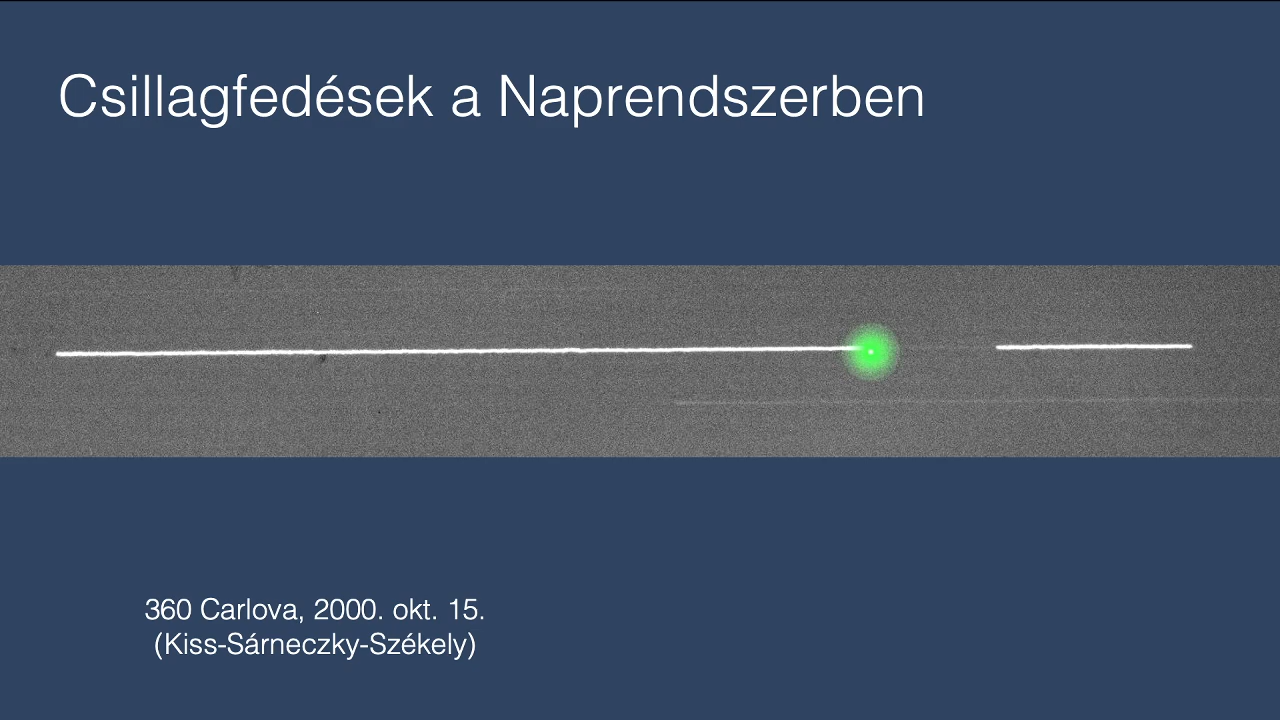 Csillagfedések a Naprendszerben
360 Carlova, 2000. okt. 15.
(Kiss-Sárneczky-Székely)